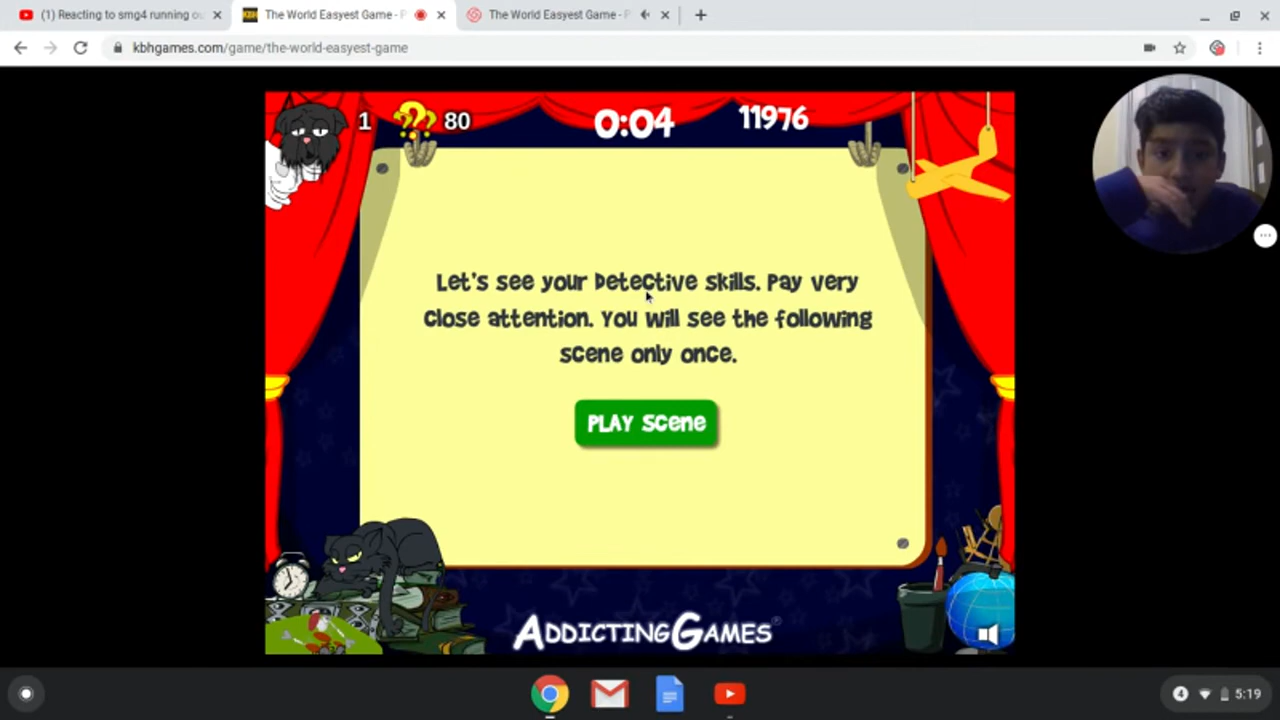 (1) Reacting to smg4 running o
The World Easyest Game - P
The World Easyest Game - P
kbhgames.com/game/the-world-easyest-game
1
??? 80
0:04
11976
Let's see your Detective skills. Pay very
close attention. You will see the following
scene only once.
PLAY Scene
ADDICTINGGAMES
4
5:19